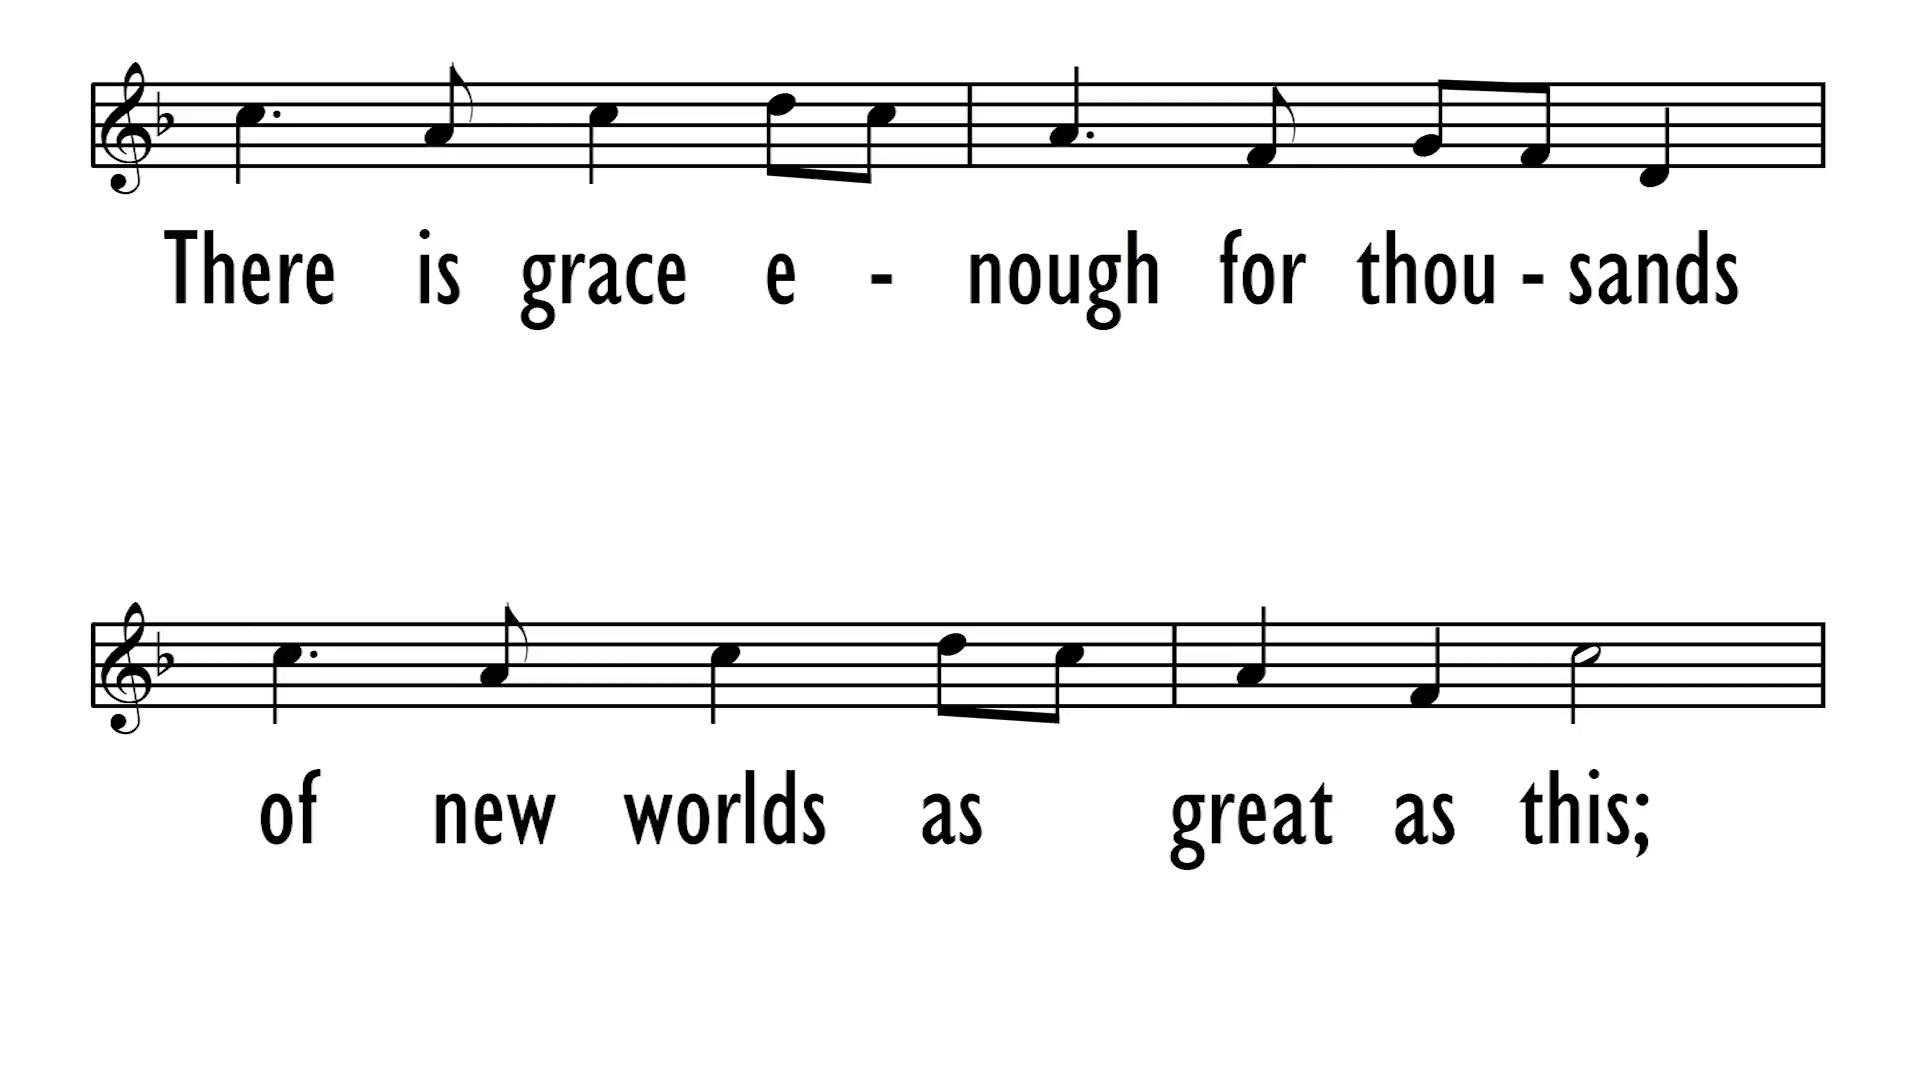 There is grace e - nough for thou - sands
of new worlds as great as this;